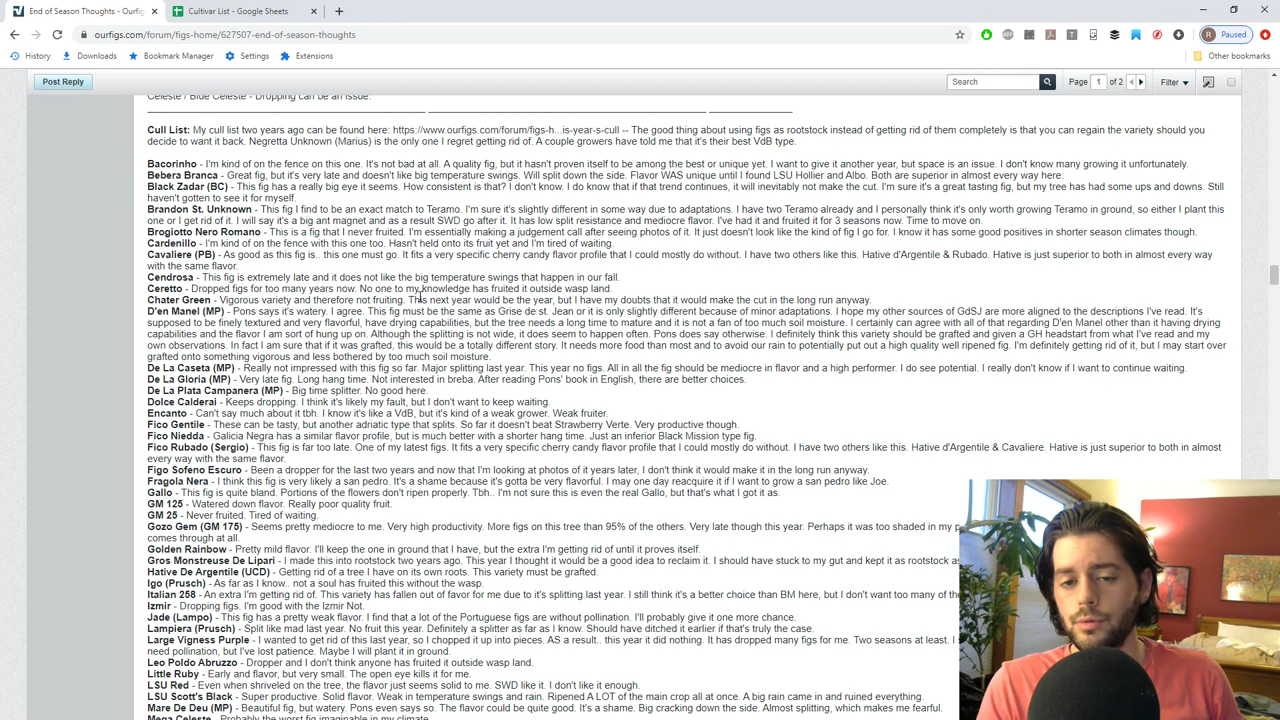 End of Season Thoughts - Ourfig
Cultivar List - Google Sheets
ourfigs.com/forum/figs-home/627507-end-of-season-thoughts
Paused
History
Downloads
Bookmark Manager
Settings
Extensions
Other bookmarks
Post Reply
Search
Page 1 of 2
Filter
Celeste / Blue Celeste - Dropping can be an issue.
Cull List: My cull list two years ago can be found here: https://www.ourfigs.com/forum/figs-h...is-year-s-cull -- The good thing about using figs as rootstock instead of getting rid of them completely is that you can regain the variety should you
decide to want it back. Negretta Unknown (Marius) is the only one I regret getting rid of. A couple growers have told me that it's their best VdB type.
Bacorinho - I'm kind of on the fence on this one. It's not bad at all. A quality fig, but it hasn't proven itself to be among the best or unique yet. I want to give it another year, but space is an issue. I don't know many growing it unfortunately.
Bebera Branca - Great fig, but it's very late and doesn't like big temperature swings. Will split down the side. Flavor WAS unique until I found LSU Hollier and Albo. Both are superior in almost every way here.
Black Zadar (BC) - This fig has a really big eye it seems. How consistent is that? I don't know. I do know that if that trend continues, it will inevitably not make the cut. I'm sure it's a great tasting fig, but my tree has had some ups and downs. Still
haven't gotten to see it for myself.
Brandon St. Unknown - This fig I find to be an exact match to Teramo. I'm sure it's slightly different in some way due to adaptations. I have two Teramo already and I personally think it's only worth growing Teramo in ground, so either I plant this
one or I get rid of it. I will say it's a big ant magnet and as a result SWD go after it. It has low split resistance and mediocre flavor. I've had it and fruited it for 3 seasons now. Time to move on.
Brogiotto Nero Romano - This is a fig that I never fruited. I'm essentially making a judgement call after seeing photos of it. It just doesn't look like the kind of fig I go for. I know it has some good positives in shorter season climates though.
Cardenillo - I'm kind of on the fence with this one too. Hasn't held onto its fruit yet and I'm tired of waiting.
Cavaliere (PB) - As good as this fig is.. this one must go. It fits a very specific cherry candy flavor profile that I could mostly do without. I have two others like this. Hative d'Argentile & Rubado. Hative is just superior to both in almost every way
with the same flavor.
Cendrosa - This fig is extremely late and it does not like the big temperature swings that happen in our fall.
Ceretto - Dropped figs for too many years now. No one to my knowledge has fruited it outside wasp land.
Chater Green - Vigorous variety and therefore not fruiting. This next year would be the year, but I have my doubts that it would make the cut in the long run anyway.
D'en Manel (MP) - Pons says it's watery. I agree. This fig must be the same as Grise de st. Jean or it is only slightly different because of minor adaptations. I hope my other sources of GdSJ are more aligned to the descriptions I've read. It's
supposed to be finely textured and very flavorful, have drying capabilities, but the tree needs a long time to mature and it is not a fan of too much soil moisture. I certainly can agree with all of that regarding D'en Manel other than it having drying
capabilities and the flavor I am sort of hung up on. Although the splitting is not wide, it does seem to happen often. Pons does say otherwise. I definitely think this variety should be grafted and given a GH headstart from what I've read and my
own observations. In fact I am sure that if it was grafted, this would be a totally different story. It needs more food than most and to avoid our rain to potentially put out a high quality well ripened fig. I'm definitely getting rid of it, but I may start over
grafted onto something vigorous and less bothered by too much soil moisture.
De La Caseta (MP) - Really not impressed with this fig so far. Major splitting last year. This year no figs. All in all the fig should be mediocre in flavor and a high performer. I do see potential. I really don't know if I want to continue waiting.
De La Gloria (MP) - Very late fig. Long hang time. Not interested in breba. After reading Pons' book in English, there are better choices.
De La Plata Campanera (MP) - Big time splitter. No good here.
Dolce Calderai - Keeps dropping. I think it's likely my fault, but I don't want to keep waiting.
Encanto - Can't say much about it tbh. I know it's like a VdB, but it's kind of a weak grower. Weak fruiter.
Fico Gentile - These can be tasty, but another adriatic type that splits. So far it doesn't beat Strawberry Verte. Very productive though.
Fico Niedda - Galicia Negra has a similar flavor profile, but is much better with a shorter hang time. Just an inferior Black Mission type fig.
Fico Rubado (Sergio) - This fig is far too late. One of my latest figs. It fits a very specific cherry candy flavor profile that I could mostly do without. I have two others like this. Hative d'Argentile & Cavaliere. Hative is just superior to both in almost
every way with the same flavor.
Figo Sofeno Escuro - Been a dropper for the last two years and now that I'm looking at photos of it years later, I don't think it would make it in the long run anyway.
Fragola Nera - I think this fig is very likely a san pedro. It's a shame because it's gotta be very flavorful. I may one day reacquire it if I want to grow a san pedro like Joe.
Gallo - This fig is quite bland. Portions of the flowers don't ripen properly. Tbh.. I'm not sure this is even the real Gallo, but that's what I got it as.
GM 125 - Watered down flavor. Really poor quality fruit.
GM 25 - Never fruited. Tired of waiting.
Gozo Gem (GM 175) - Seems pretty mediocre to me. Very high productivity. More figs on this tree than 95% of the others. Very late though this year. Perhaps it was too shaded in my p
comes through at all.
Golden Rainbow - Pretty mild flavor. I'll keep the one in ground that I have, but the extra I'm getting rid of until it proves itself.
Gros Monstreuse De Lipari - I made this into rootstock two years ago. This year I thought it would be a good idea to reclaim it. I should have stuck to my gut and kept it as rootstock
Hative De Argentile (UCD) - Getting rid of a tree I have on its own roots. This variety must be grafted.
Igo (Prusch) - As far as I know.. not a soul has fruited this without the wasp.
Italian 258 - An extra I'm getting rid of. This variety has fallen out of favor for me due to it's splitting last year. I still think it's a better choice than BM here, but I don't want too many of the
Izmir - Dropping figs. I'm good with the Izmir Not.
Jade (Lampo) - This fig has a pretty weak flavor. I find that a lot of the Portuguese figs are without pollination. I'll probably give it one more chance.
Lampiera (Prusch) - Split like mad last year. No fruit this year. Definitely a splitter as far as I know. Should have ditched it earlier if that's truly the case.
Large Vigness Purple - I wanted to get rid of this last year, so I chopped it up into pieces. AS a result.. this year it did nothing. It has dropped many figs for me. Two seasons at least. I
need pollination, but I've lost patience. Maybe I will plant it in ground.
Leo Poldo Abruzzo - Dropper and I don't think anyone has fruited it outside wasp land.
Little Ruby - Early and flavor, but very small. The open eye kills it for me.
LSU Red - Even when shriveled on the tree, the flavor just seems solid to me. SWD like it. I don't like it enough.
LSU Scott's Black - Super productive. Solid flavor. Weak in temperature swings and rain. Ripened A LOT of the main crop all at once. A big rain came in and ruined everything.
Mare De Deu (MP) - Beautiful fig, but watery. Pons even says so. The flavor could be quite good. It's a shame. Big cracking down the side. Almost splitting, which makes me fearful.
Mega Celeste - Probably the worst fig imaginable in my climate.